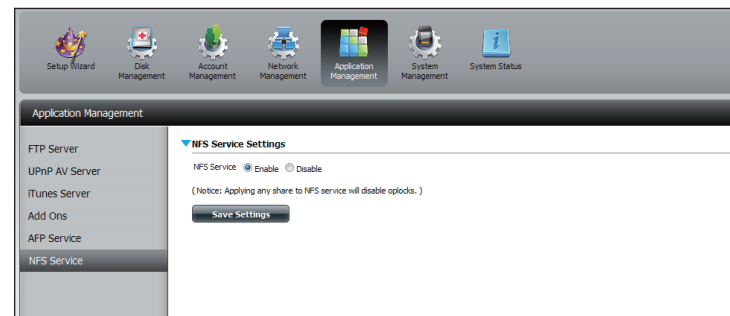 Setup Wizard
Disk
Management
Account
Management
Network
Management
Application
Management
System
Management
System Status
Application Management
FTP Server
UPnP AV Server
iTunes Server
Add Ons
AFP Service
NFS Service
NFS Service Settings
NFS Service Enable Disable
( Notice: Applying any share to NFS service will disable oplocks. )
Save Settings